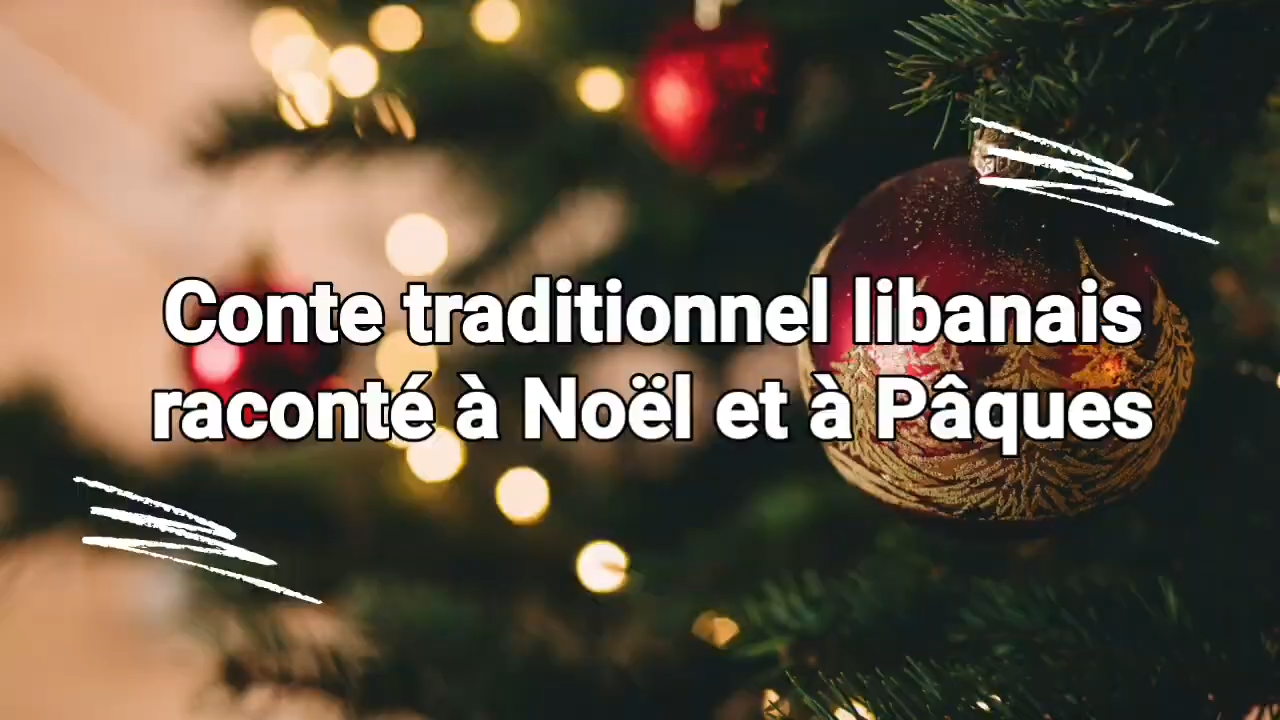 Conte traditionnel libanais
raconté à Noël et à Pâques